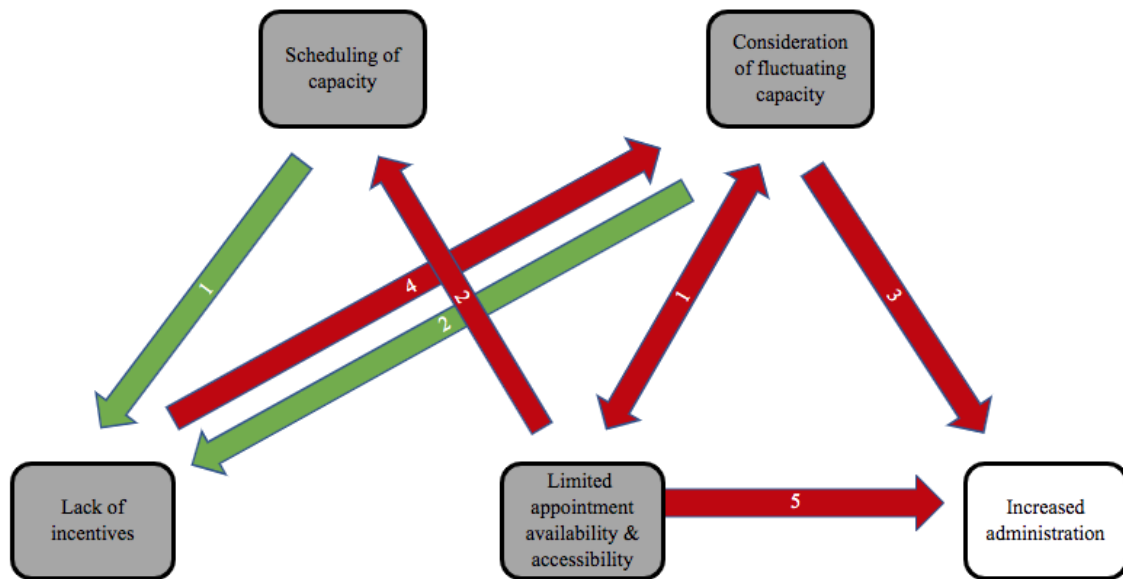 Scheduling of
capacity
Consideration
of fluctuating
capacity
1
4
2
2
1
3
5
Lack of
incentives
Limited
appointment
availability &
accessibility
Increased
administration